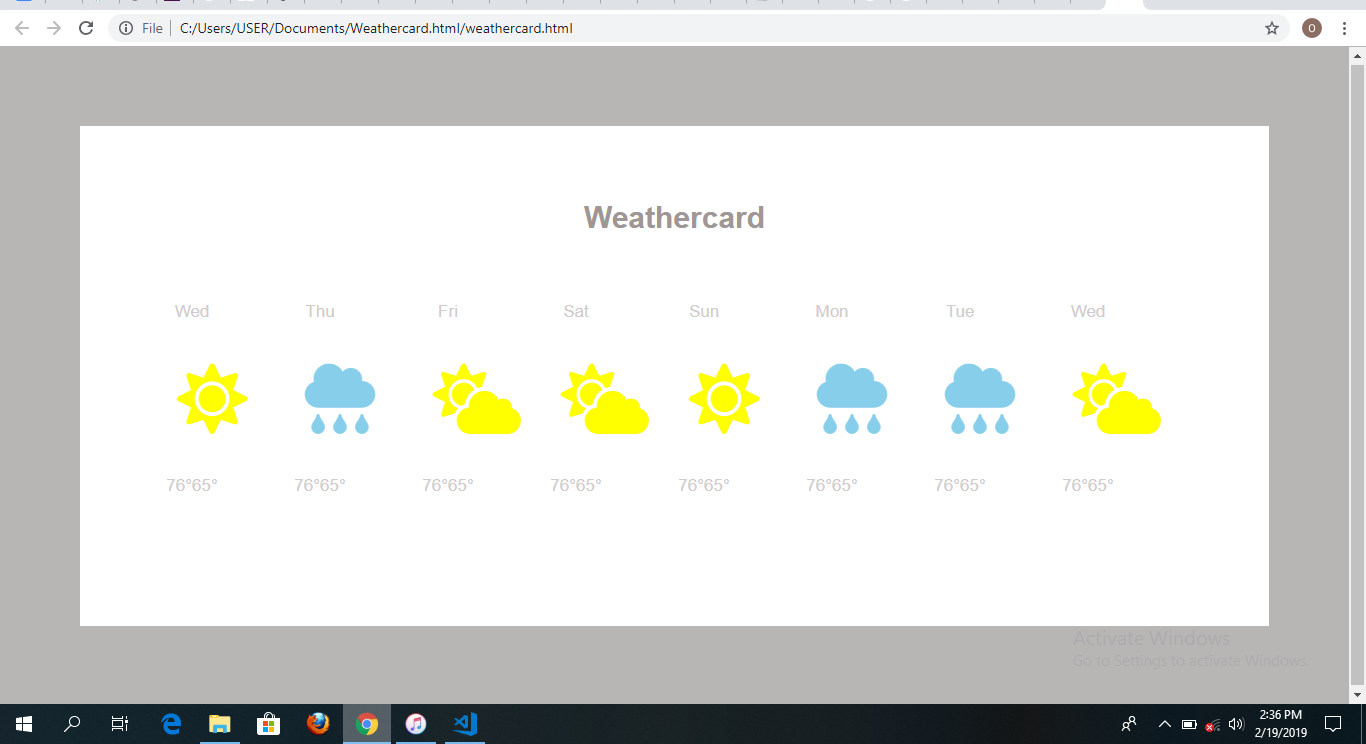 File C:/Users/USER/Documents/Weathercard.html/weathercard.html
O
Weathercard
Wed Thu Fri Sat Sun Mon Tue Wed
76°65° 76°65° 76°65° 76°65° 76°65° 76°65° 76°65° 76°65°
Activate Windows
Go to Settings to activate Windows.
2:36 PM
2/19/2019